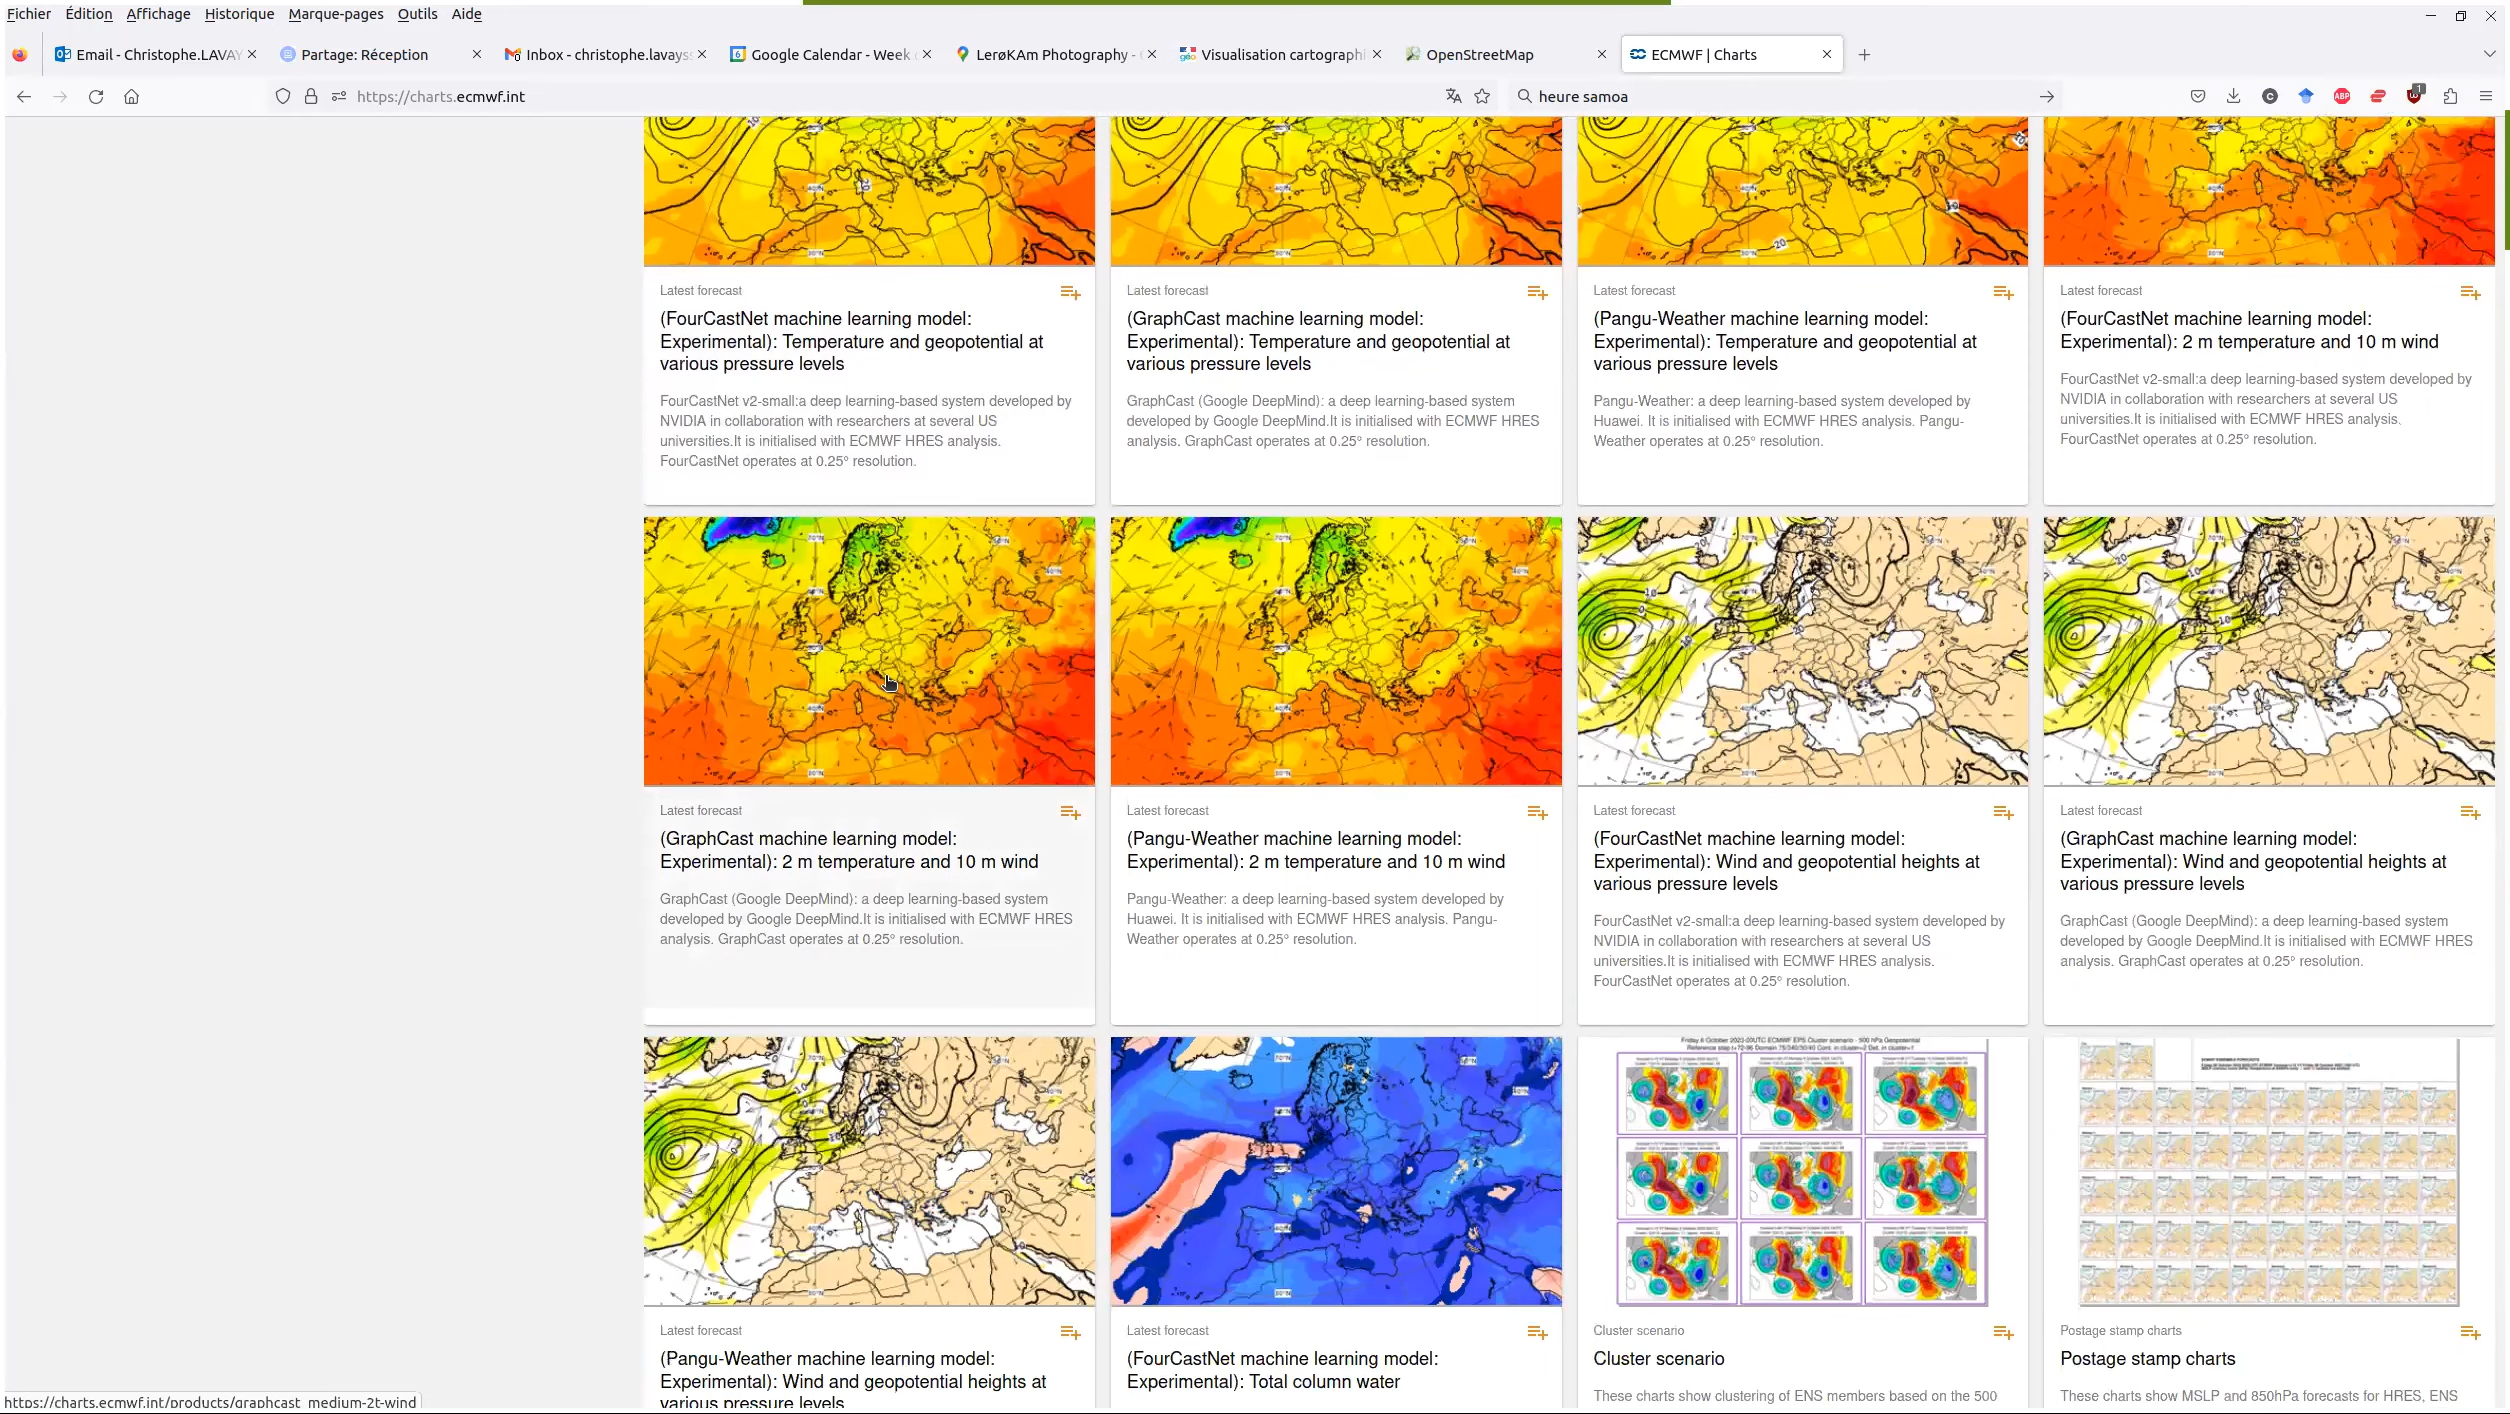 Fichier Édition Affichage Historique Marque-pages Outils Aide
Email - Christophe.LAVAY
Partage: Réception
Inbox - christophe.lavayss
Google Calendar - Week
LerøKAm Photography -
Visualisation cartographi
OpenStreetMap
ECMWF | Charts
https://charts.ecmwf.int
heure samoa
ABP
1
Latest forecast
(FourCastNet machine learning model:
Experimental): Temperature and geopotential at
various pressure levels
FourCastNet v2-small:a deep learning-based system developed by
NVIDIA in collaboration with researchers at several US
universities.It is initialised with ECMWF HRES analysis.
FourCastNet operates at 0.25° resolution.
Latest forecast
(GraphCast machine learning model:
Experimental): Temperature and geopotential at
various pressure levels
GraphCast (Google DeepMind): a deep learning-based system
developed by Google DeepMind.It is initialised with ECMWF HRES
analysis. GraphCast operates at 0.25° resolution.
Latest forecast
(Pangu-Weather machine learning model:
Experimental): Temperature and geopotential at
various pressure levels
Pangu-Weather: a deep learning-based system developed by
Huawei. It is initialised with ECMWF HRES analysis. Pangu-
Weather operates at 0.25° resolution.
Latest forecast
(FourCastNet machine learning model:
Experimental): 2 m temperature and 10 m wind
FourCastNet v2-small:a deep learning-based system developed by
NVIDIA in collaboration with researchers at several US
universities.It is initialised with ECMWF HRES analysis.
FourCastNet operates at 0.25° resolution.
Latest forecast
(GraphCast machine learning model:
Experimental): 2 m temperature and 10 m wind
GraphCast (Google DeepMind): a deep learning-based system
developed by Google DeepMind.It is initialised with ECMWF HRES
analysis. GraphCast operates at 0.25° resolution.
Latest forecast
(Pangu-Weather machine learning model:
Experimental): 2 m temperature and 10 m wind
Pangu-Weather: a deep learning-based system developed by
Huawei. It is initialised with ECMWF HRES analysis. Pangu-
Weather operates at 0.25° resolution.
Latest forecast
(FourCastNet machine learning model:
Experimental): Wind and geopotential heights at
various pressure levels
FourCastNet v2-small:a deep learning-based system developed by
NVIDIA in collaboration with researchers at several US
universities.It is initialised with ECMWF HRES analysis.
FourCastNet operates at 0.25° resolution.
Latest forecast
(GraphCast machine learning model:
Experimental): Wind and geopotential heights at
various pressure levels
GraphCast (Google DeepMind): a deep learning-based system
developed by Google DeepMind.It is initialised with ECMWF HRES
analysis. GraphCast operates at 0.25° resolution.
Latest forecast
(Pangu-Weather machine learning model:
Experimental): Wind and geopotential heights at
various pressure levels
Latest forecast
(FourCastNet machine learning model:
Experimental): Total column water
Cluster scenario
Cluster scenario
These charts show clustering of ENS members based on the 500
Postage stamp charts
Postage stamp charts
These charts show MSLP and 850hPa forecasts for HRES, ENS
https://charts.ecmwf.int/products/graphcast_medium-2t-wind